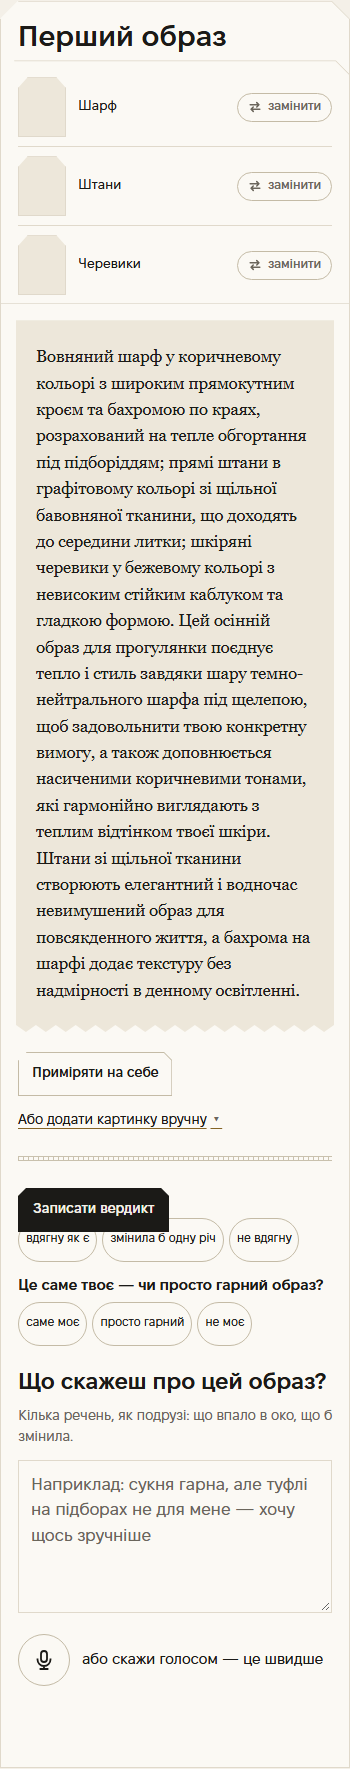 Перший образ
Шарф
замінити
Штани
замінити
Черевики
замінити
Вовняний шарф у коричневому
кольорі з широким прямокутним
кроєм та бахромою по краях,
розрахований на тепле обгортання
під підборіддям; прямі штани в
графітовому кольорі зі щільної
бавовняної тканини, що доходять
до середини литки; шкіряні
черевики у бежевому кольорі з
невисоким стійким каблуком та
гладкою формою. Цей осінній
образ для прогулянки поєднує
тепло і стиль завдяки шару темно-
нейтрального шарфа під щелепою,
щоб задовольнити твою конкретну
вимогу, а також доповнюється
насиченими коричневими тонами,
які гармонійно виглядають з
теплим відтінком твоєї шкіри.
Штани зі щільної тканини
створюють елегантний і водночас
невимушений образ для
повсякденного життя, а бахрома на
шарфі додає текстуру без
надмірності в денному освітленні.
Приміряти на себе
Або додати картинку вручну
Записати вердикт
вдягну як є
змінила б одну річ
не вдягну
Це саме твоє — чи просто гарний образ?
саме моє
просто гарний
не моє
Що скажеш про цей образ?
Кілька речень, як подрузі: що впало в око, що б
змінила.
Наприклад: сукня гарна, але туфлі
на підборах не для мене — хочу
щось зручніше
або скажи голосом — це швидше